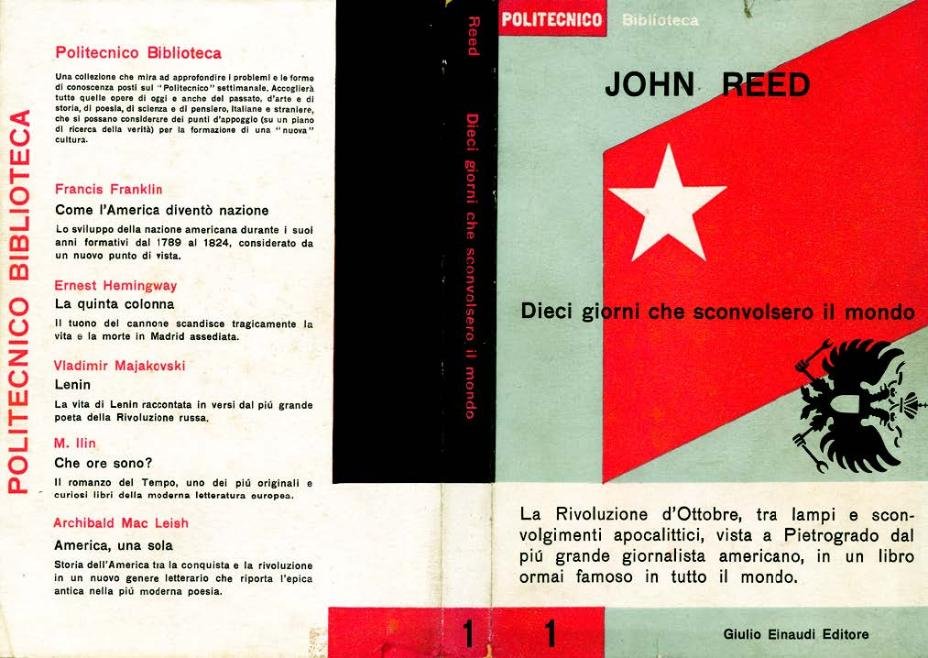 POLITECNICO BIBLIOTECA
Politecnico Biblioteca
Una collezione che mira ad approfondire i problemi e le forme
di conoscenza posti sul "Politecnico" settimanale. Accoglierà
tutte quelle opere di oggi e anche del passato, d'arte e di
storia, di poesia, di scienza e di pensiero, italiane e straniere,
che si possano considerare dei punti d'appoggio (su un piano
di ricerca della verità) per la formazione di una "nuova"
cultura.
Francis Franklin
Come l'America diventò nazione
Lo sviluppo della nazione americana durante i suoi
anni formativi dal 1789 al 1824, considerato da
un nuovo punto di vista.
Ernest Hemingway
La quinta colonna
Il tuono del cannone scandisce tragicamente la
vita e la morte in Madrid assediata.
Vladimir Majakovski
Lenin
La vita di Lenin raccontata in versi dal piú grande
poeta della Rivoluzione russa.
M. Ilin
Che ore sono?
Il romanzo del Tempo, uno dei piú originali e
curiosi libri della moderna letteratura europea.
Archibald Mac Leish
America, una sola
Storia dell'America tra la conquista e la rivoluzione
in un nuovo genere letterario che riporta l'epica
antica nella piú moderna poesia.
Reed Dieci giorni che sconvolsero il mondo
1
POLITECNICO Biblioteca
JOHN REED
Dieci giorni che sconvolsero il mondo
La Rivoluzione d'Ottobre, tra lampi e scon-
volgimenti apocalittici, vista a Pietrogrado dal
piú grande giornalista americano, in un libro
ormai famoso in tutto il mondo.
1
Giulio Einaudi Editore